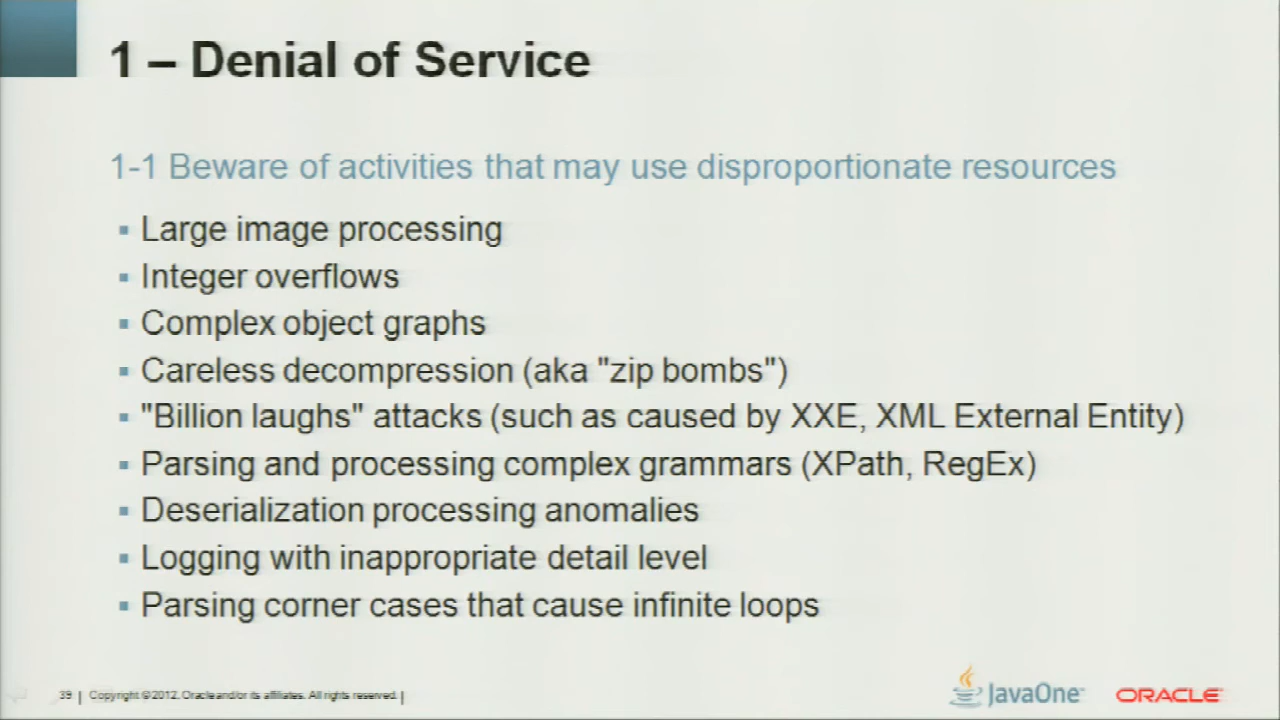 1 – Denial of Service
1-1 Beware of activities that may use disproportionate resources
▪ Large image processing
▪ Integer overflows
▪ Complex object graphs
▪ Careless decompression (aka "zip bombs")
▪ "Billion laughs" attacks (such as caused by XXE, XML External Entity)
▪ Parsing and processing complex grammars (XPath, RegEx)
▪ Deserialization processing anomalies
▪ Logging with inappropriate detail level
▪ Parsing corner cases that cause infinite loops
39 | Copyright © 2012, Oracle and/or its affiliates. All rights reserved. |
JavaOne™ ORACLE®